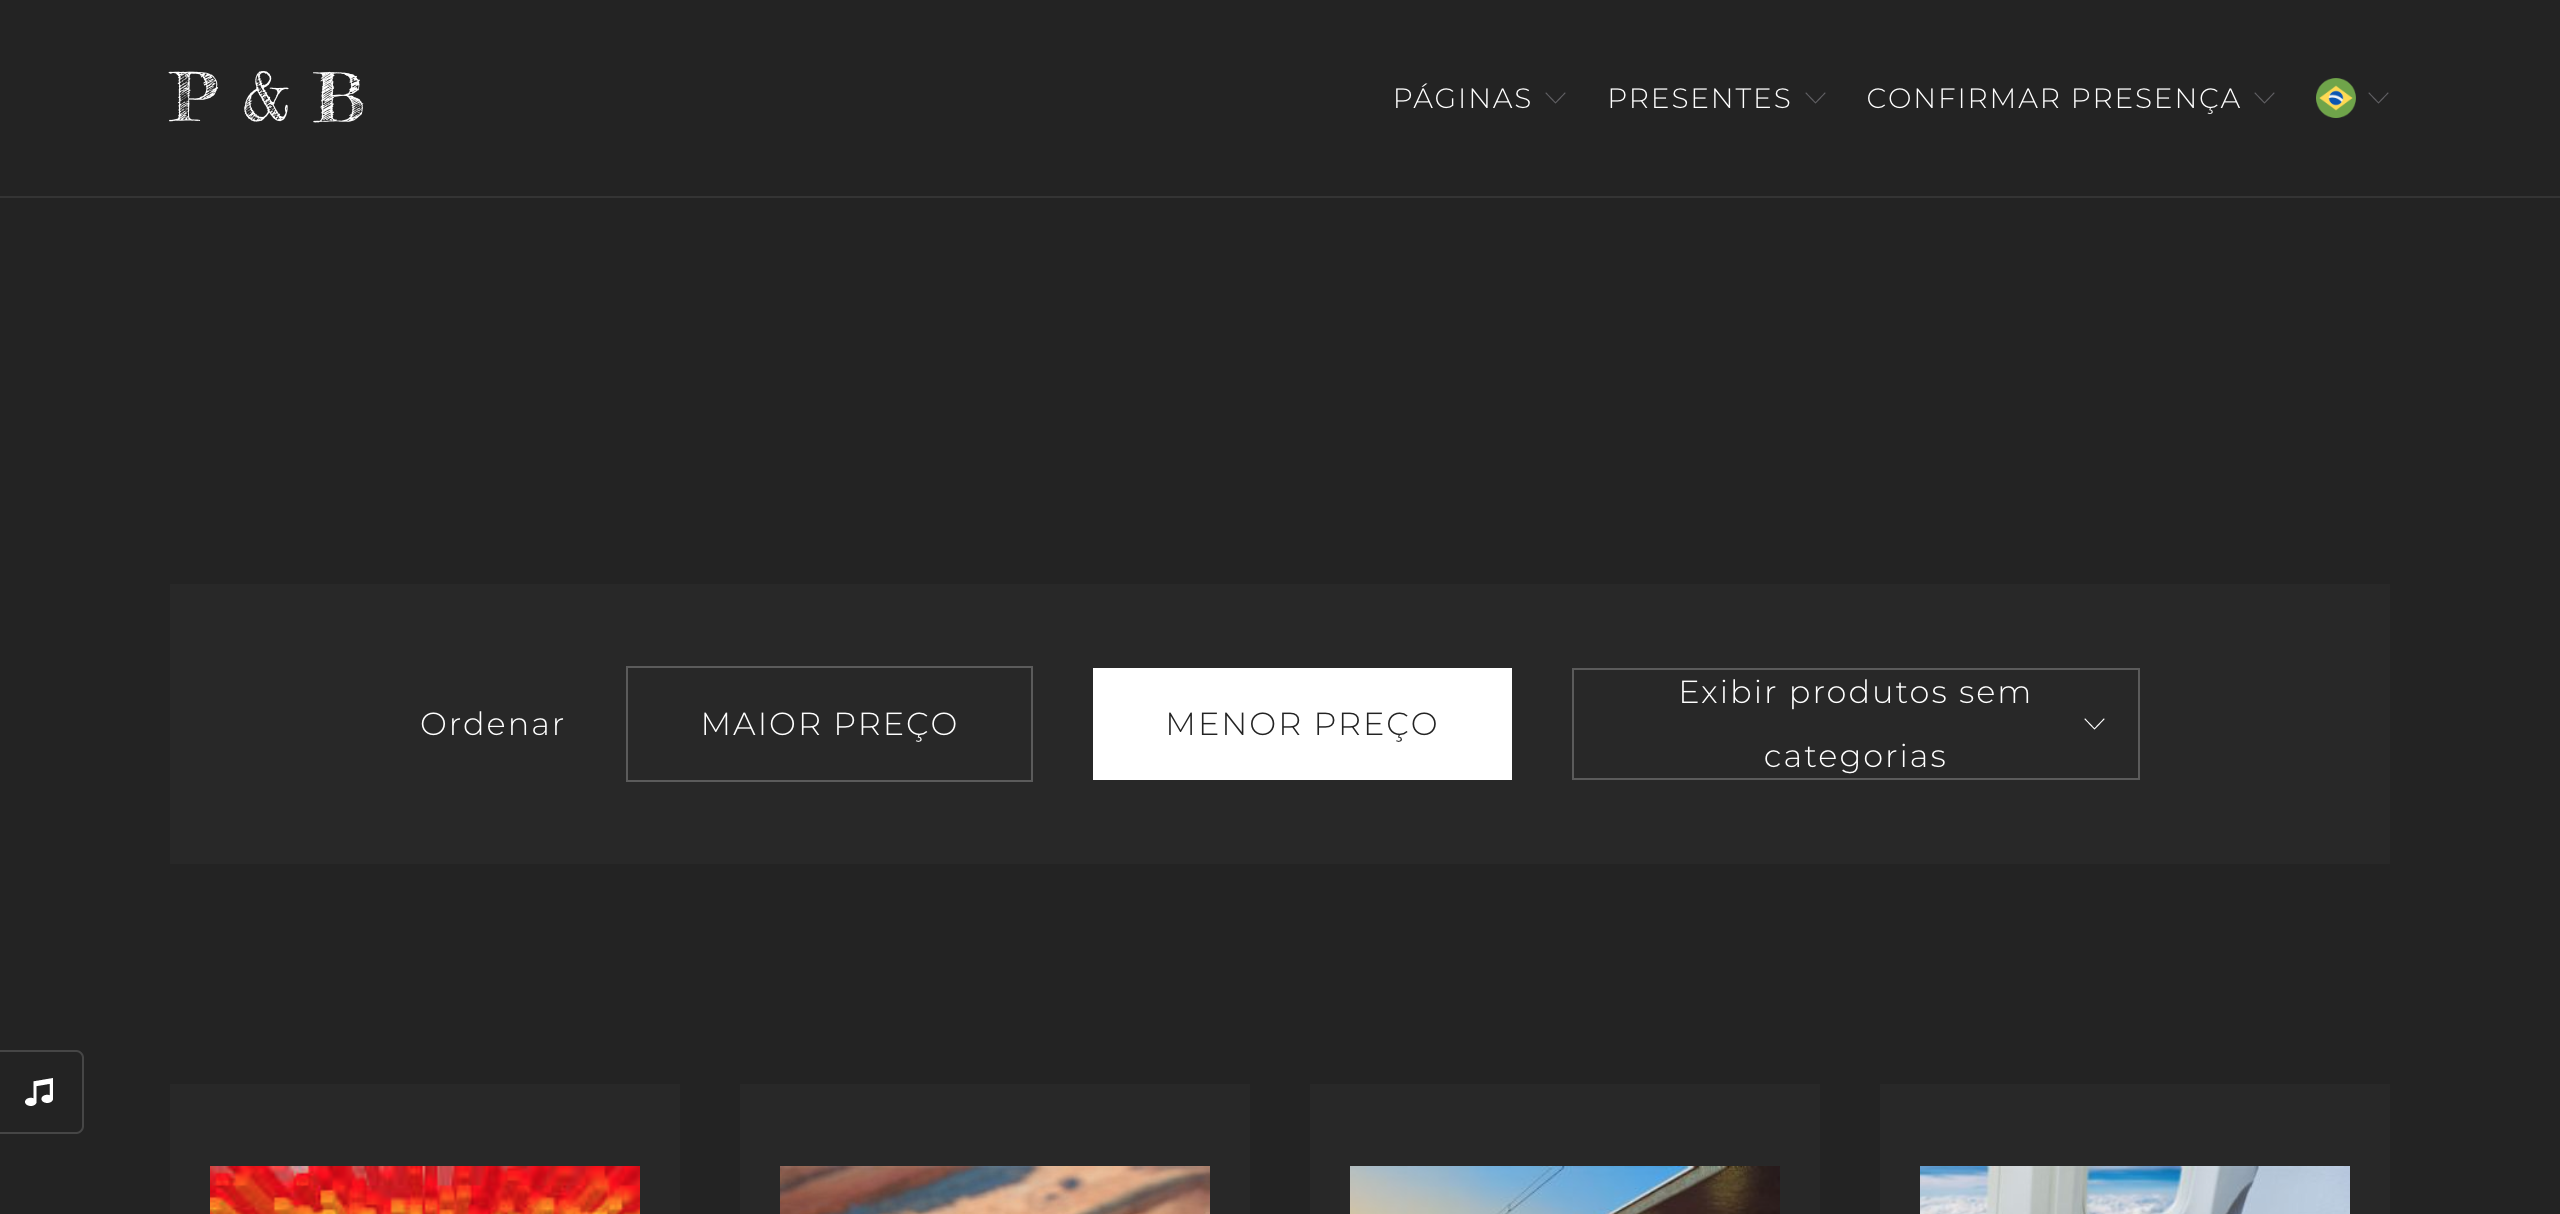 P & B
PÁGINAS
PRESENTES
CONFIRMAR PRESENÇA
Ordenar
MAIOR PREÇO
MENOR PREÇO
Exibir produtos sem
categorias